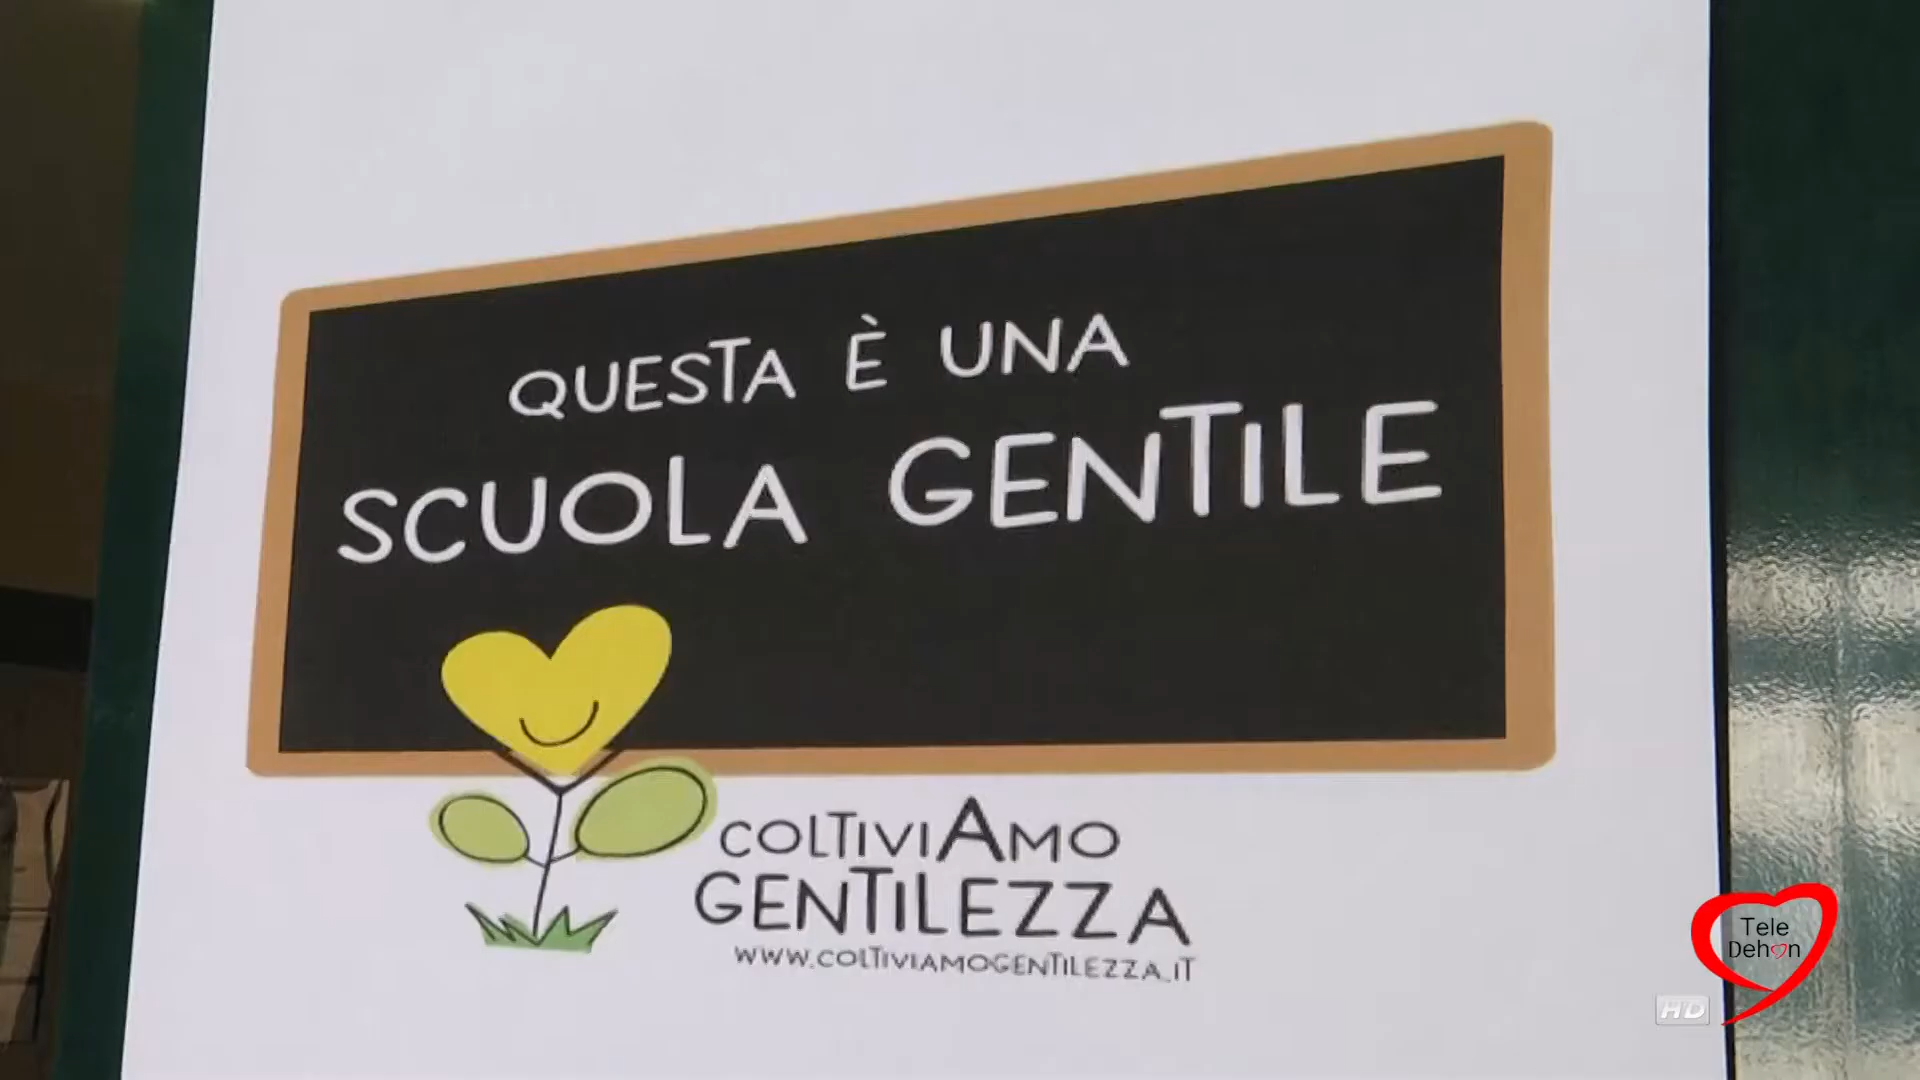 QUESTA È UNA
SCUOLA GENTILE
COLTIVIAMO
GENTILEZZA
WWW.COLTIVIAMOGENTILEZZA.IT
Tele
Dehon
HD